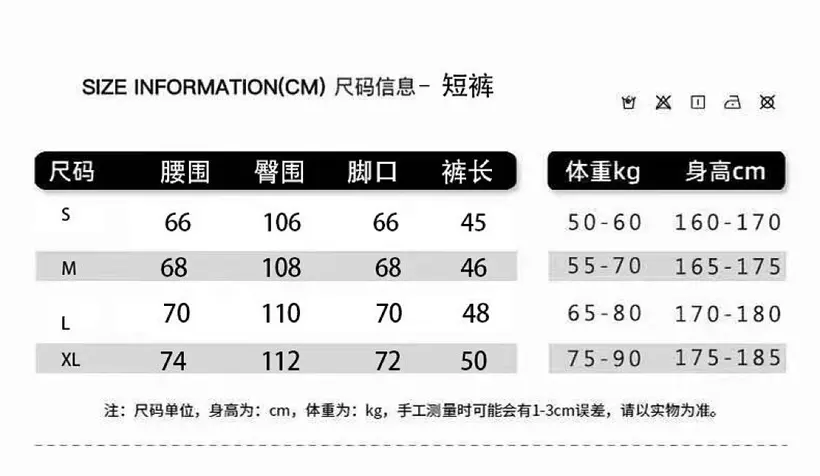 SIZE INFORMATION(CM) 尺码信息- 短裤
尺码 腰围 臀围 脚口 裤长 体重kg 身高cm
S 66 106 66 45 50-60 160-170
M 68 108 68 46 55-70 165-175
L 70 110 70 48 65-80 170-180
XL 74 112 72 50 75-90 175-185
注：尺码单位，身高为：cm，体重为：kg，手工测量时可能会有1-3cm误差，请以实物为准。